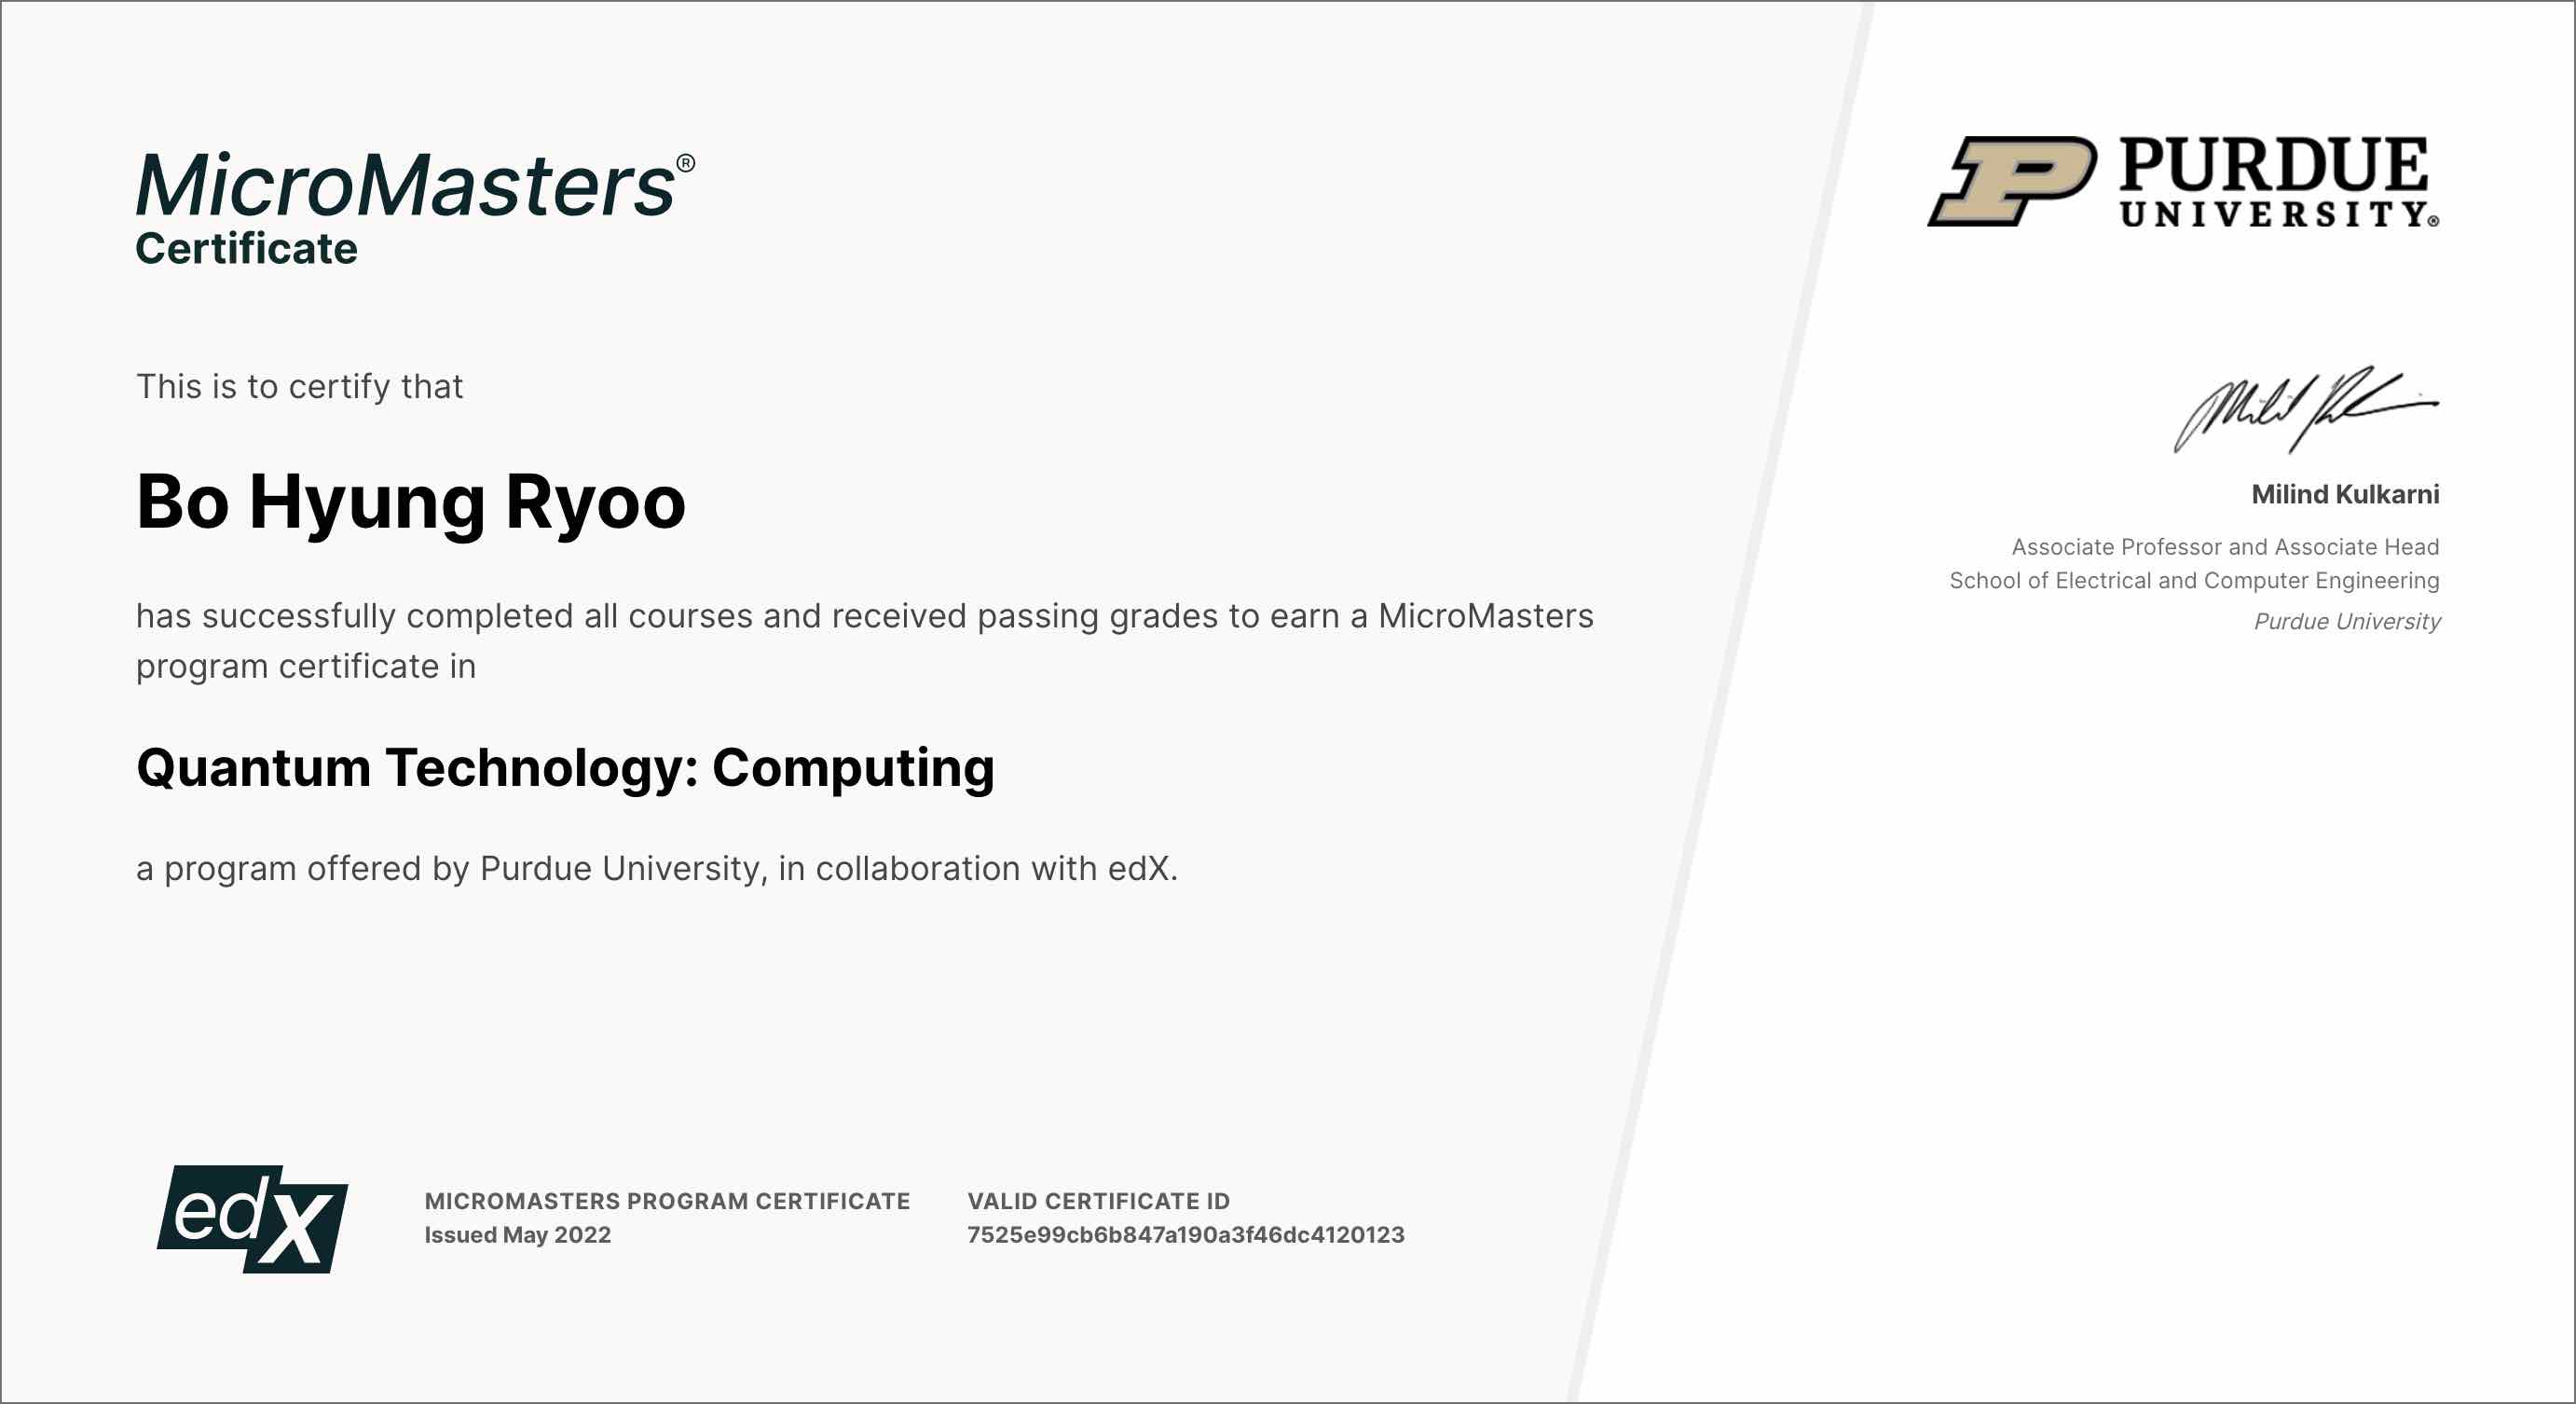 MicroMasters®
Certificate
This is to certify that
Bo Hyung Ryoo
has successfully completed all courses and received passing grades to earn a MicroMasters
program certificate in
Quantum Technology: Computing
a program offered by Purdue University, in collaboration with edX.
edX
MICROMASTERS PROGRAM CERTIFICATE
Issued May 2022
VALID CERTIFICATE ID
7525e99cb6b847a190a3f46dc4120123
P PURDUE
UNIVERSITY®
Milind Kulkarni
Associate Professor and Associate Head
School of Electrical and Computer Engineering
Purdue University